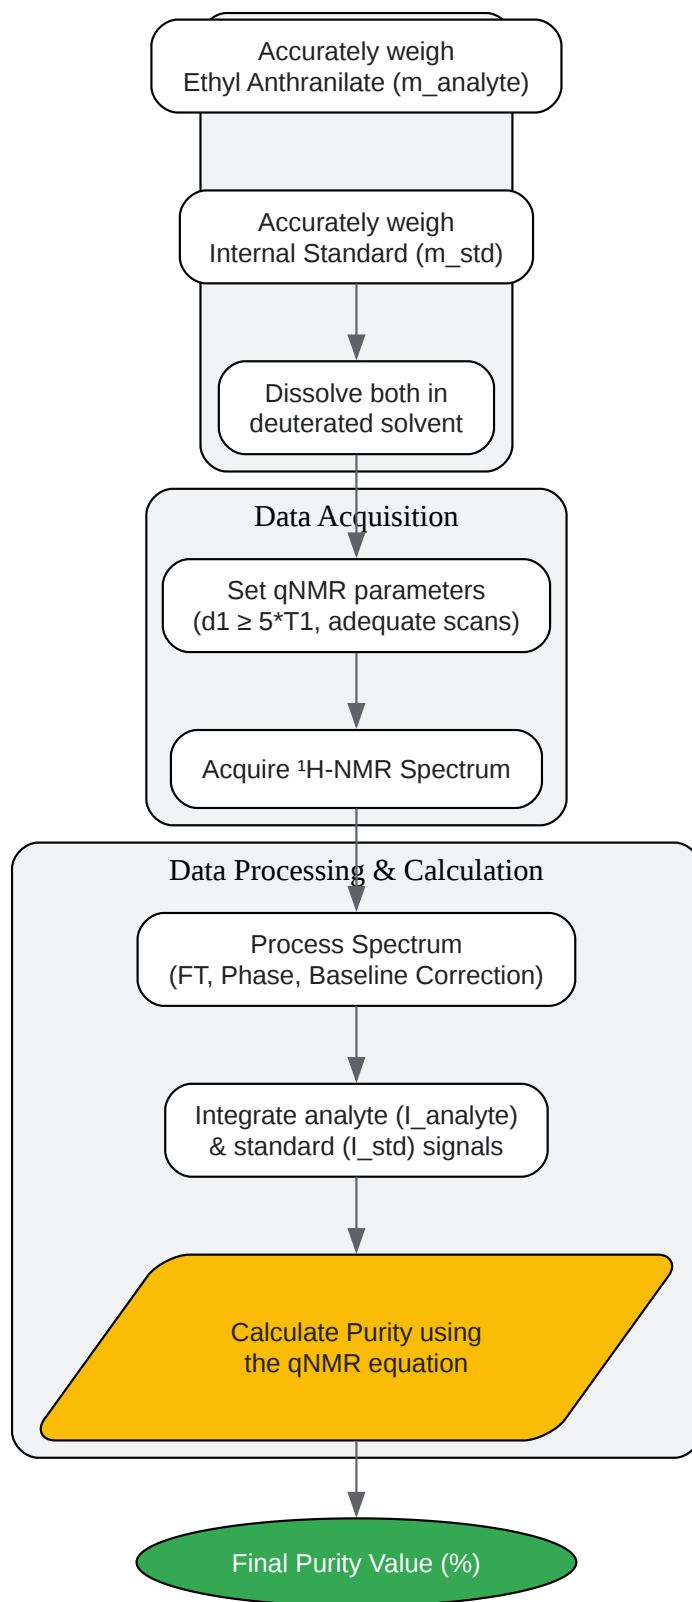 Accurately weigh
Ethyl Anthranilate (m_analyte)
Accurately weigh
Internal Standard (m_std)
Dissolve both in
deuterated solvent
Data Acquisition
Set qNMR parameters
(d1 ≥ 5*T1, adequate scans)
Acquire ¹H-NMR Spectrum
Data Processing & Calculation
Process Spectrum
(FT, Phase, Baseline Correction)
Integrate analyte (I_analyte)
& standard (I_std) signals
Calculate Purity using
the qNMR equation
Final Purity Value (%)